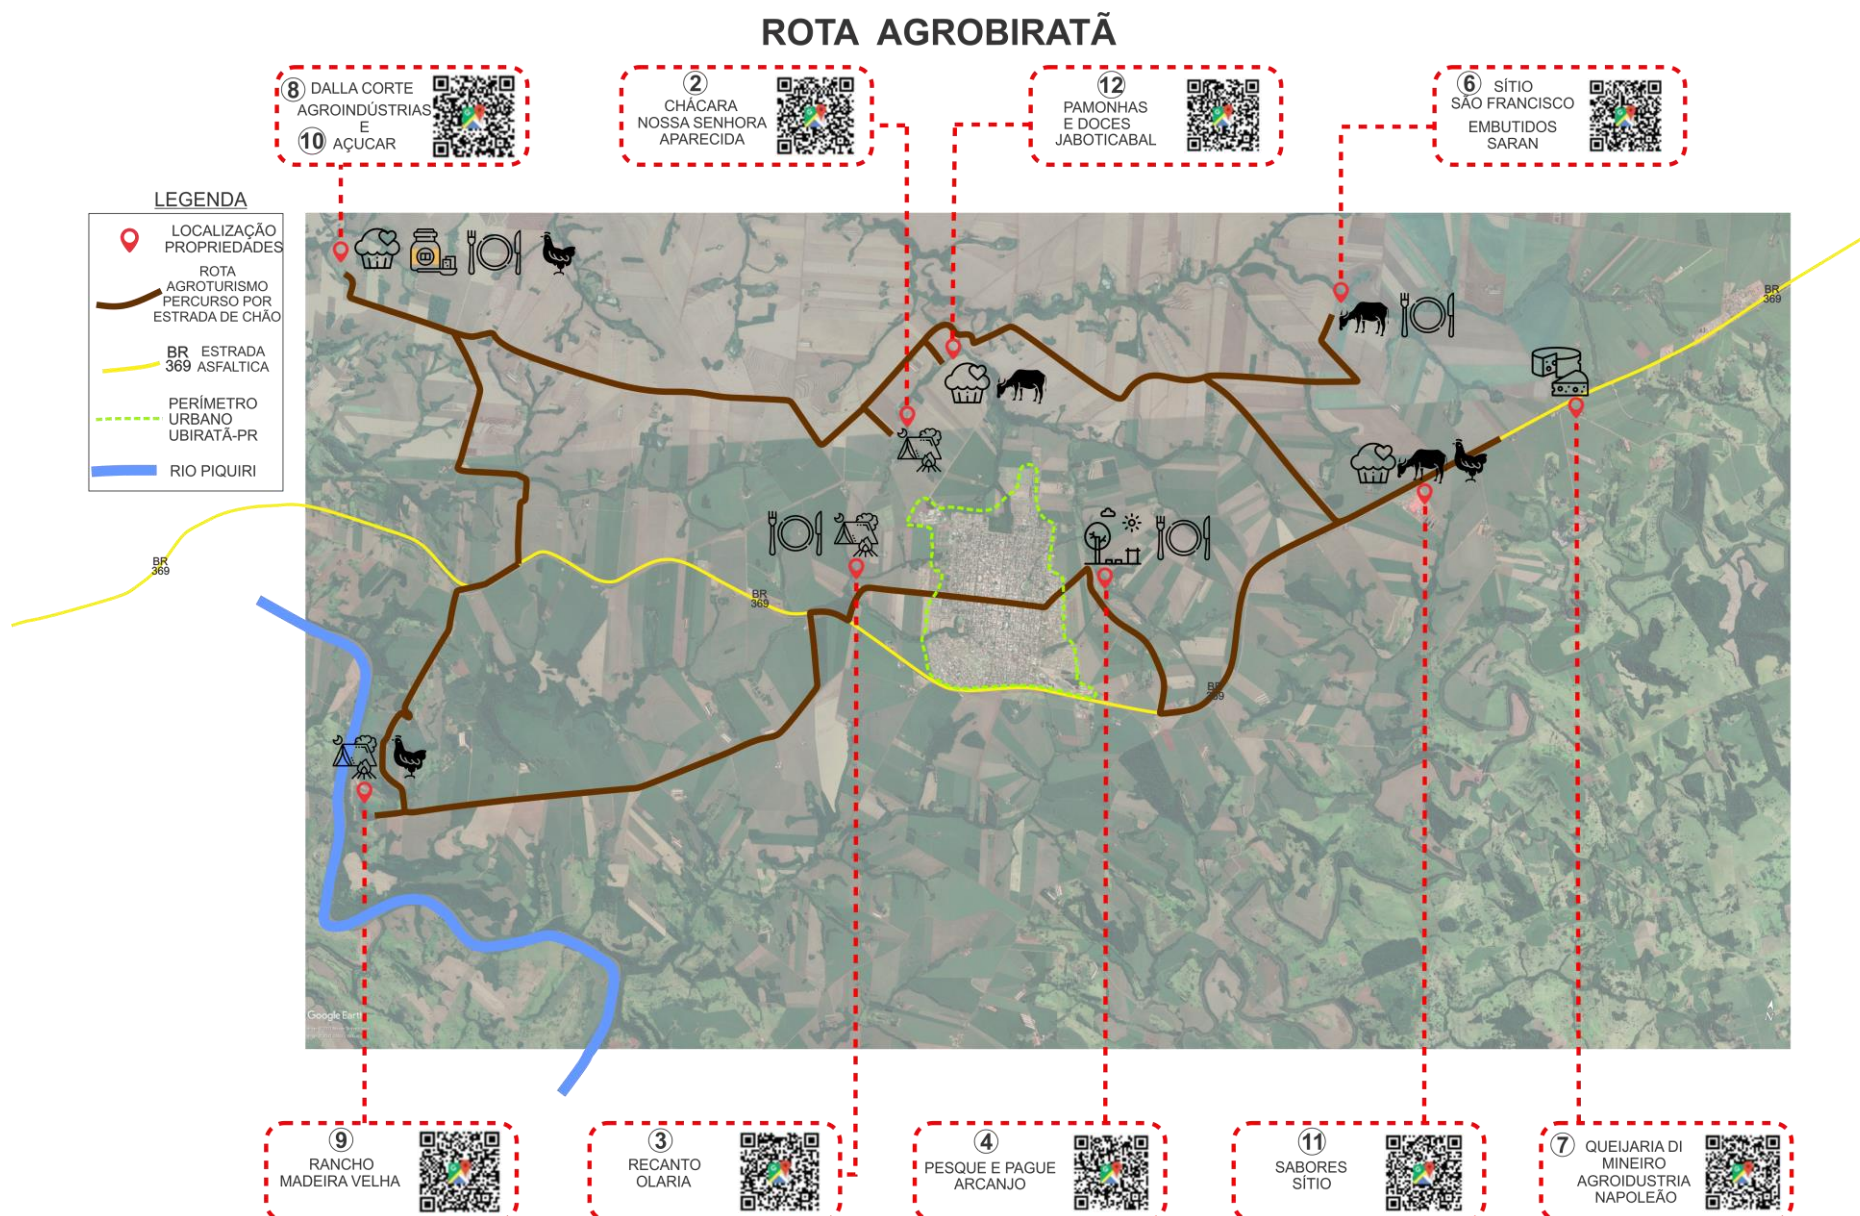 ROTA AGROBIRATÃ
8 DALLA CORTE
AGROINDÚSTRIAS
E
10 AÇUCAR
2
CHÁCARA
NOSSA SENHORA
APARECIDA
12
PAMONHAS
E DOCES
JABOTICABAL
6 SÍTIO
SÃO FRANCISCO
EMBUTIDOS
SARAN
LEGENDA
LOCALIZAÇÃO
PROPRIEDADES
ROTA
AGROTURISMO
PERCURSO POR
ESTRADA DE CHÃO
BR
369
ESTRADA
ASFALTICA
PERÍMETRO
URBANO
UBIRATÃ-PR
RIO PIQUIRI
BR
369
BR
369
BR
369
BR
369
Google Earth
9
RANCHO
MADEIRA VELHA
3
RECANTO
OLARIA
4
PESQUE E PAGUE
ARCANJO
11
SABORES
SÍTIO
7 QUEIJARIA DI
MINEIRO
AGROIDUSTRIA
NAPOLEÃO